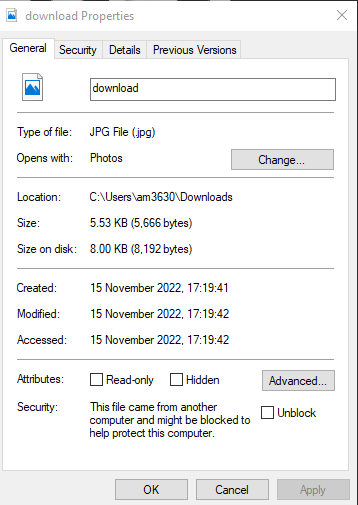 download Properties
General Security Details Previous Versions
download
Type of file: JPG File (.jpg)
Opens with: Photos Change...
Location: C:\Users\am3630\Downloads
Size: 5.53 KB (5,666 bytes)
Size on disk: 8.00 KB (8,192 bytes)
Created: 15 November 2022, 17:19:41
Modified: 15 November 2022, 17:19:42
Accessed: 15 November 2022, 17:19:42
Attributes: Read-only Hidden Advanced...
Security: This file came from another Unblock
computer and might be blocked to
help protect this computer.
OK Cancel Apply